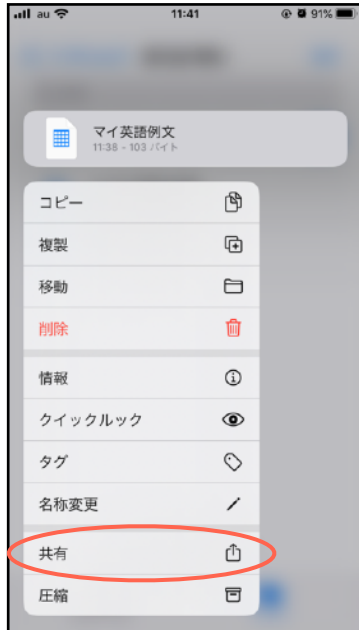 au 11:41 91%
マイ英語例文
11:38 - 103 バイト
コピー
複製
移動
削除
情報
クイックルック
タグ
名称変更
共有
圧縮